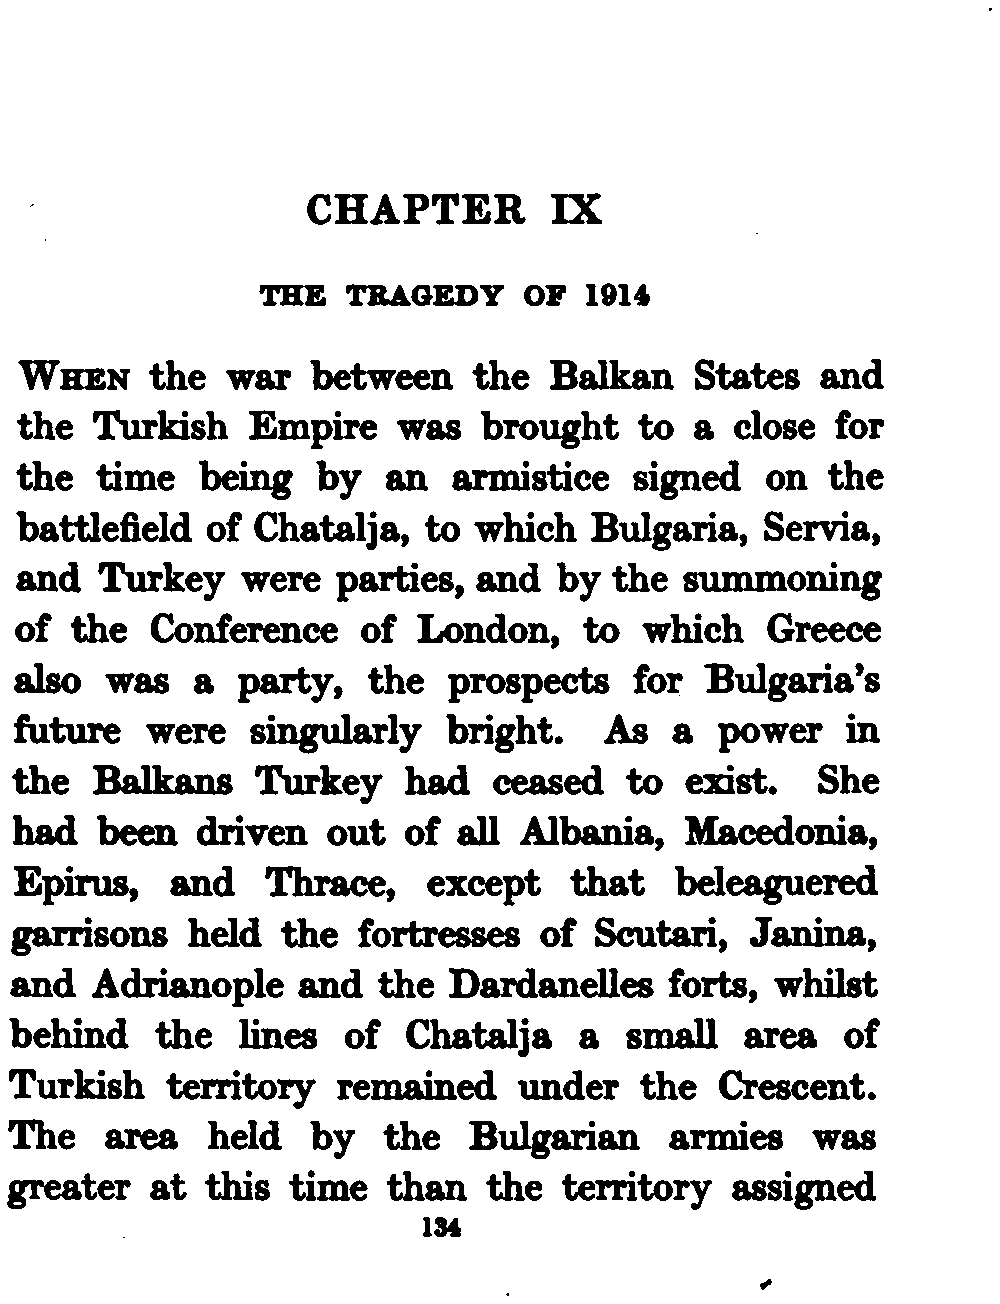 CHAPTER IX
THE TRAGEDY OF 1914
WHEN the war between the Balkan States and
the Turkish Empire was brought to a close for
the time being by an armistice signed on the
battlefield of Chatalja, to which Bulgaria, Servia,
and Turkey were parties, and by the summoning
of the Conference of London, to which Greece
also was a party, the prospects for Bulgaria's
future were singularly bright. As a power in
the Balkans Turkey had ceased to exist. She
had been driven out of all Albania, Macedonia,
Epirus, and Thrace, except that beleaguered
garrisons held the fortresses of Scutari, Janina,
and Adrianople and the Dardanelles forts, whilst
behind the lines of Chatalja a small area of
Turkish territory remained under the Crescent.
The area held by the Bulgarian armies was
greater at this time than the territory assigned
134